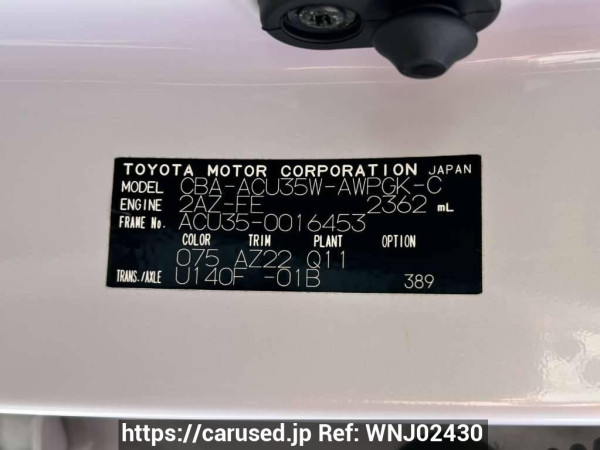 TOYOTA MOTOR CORPORATION JAPAN
MODEL CBA-ACU35W-AWPGK-C
ENGINE 2AZ-FE 2362 mL
FRAME No. ACU35-0016453
COLOR TRIM PLANT OPTION
075 AZ22 Q11
TRANS./AXLE U140F -01B 389
https://carused.jp Ref: WNJ02430